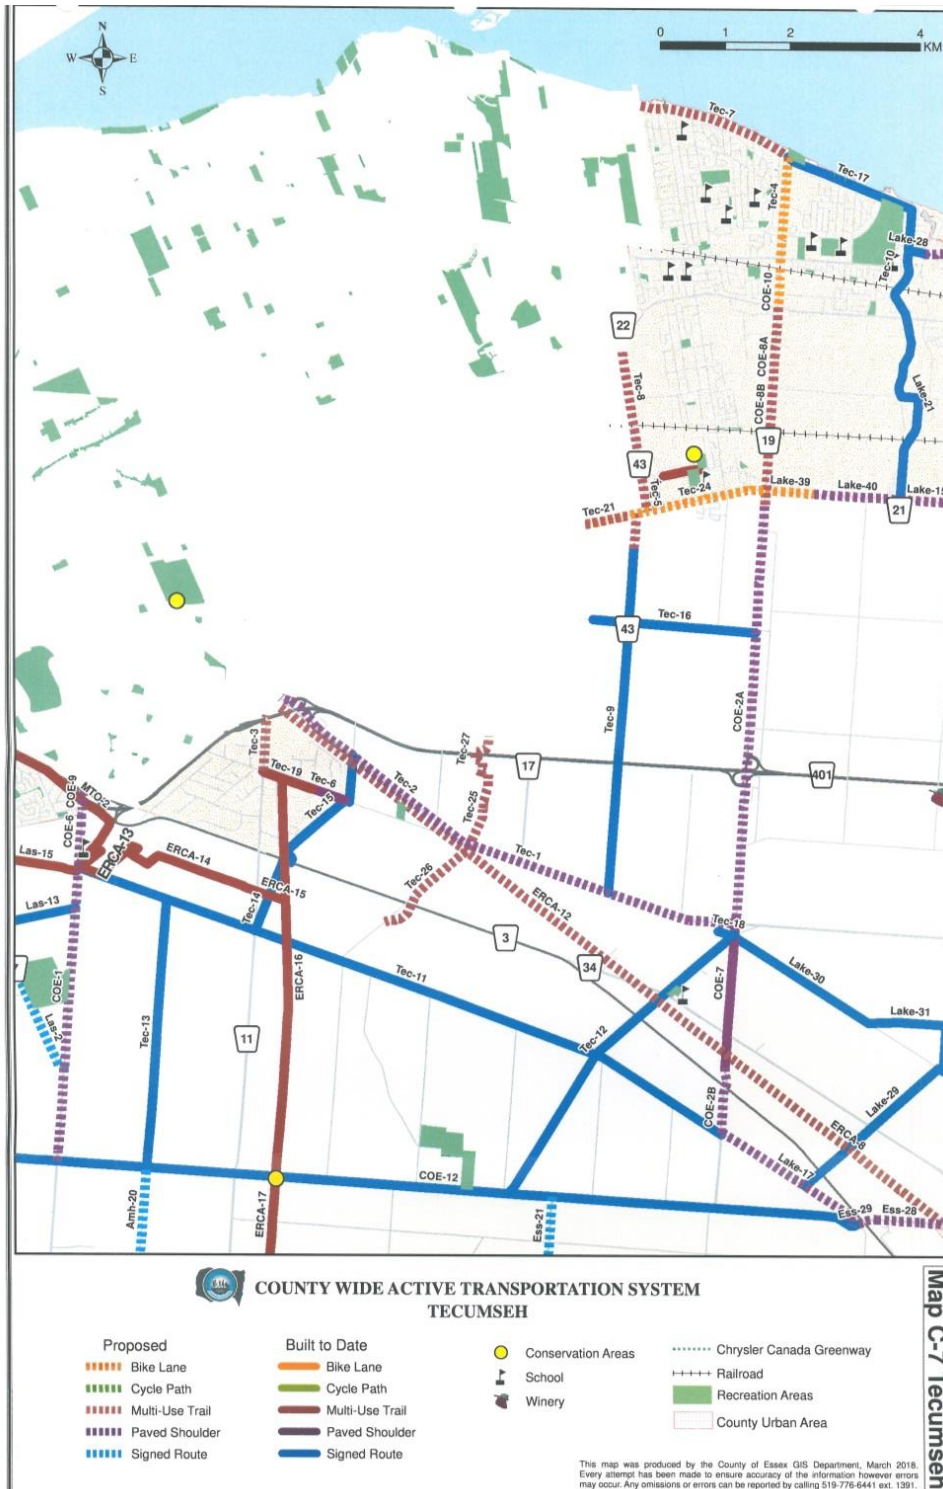 N
W
E
S
0
1
2
4
KM
Tec-7
Tec-17
Tec-4
Lake-28
Tec-10
COE-10
22
COE-8A
Tec-8
Lake-21
COE-8B
19
43
Tec-5
Tec-24
Lake-39
Lake-40
Lake-15
Tec-21
21
Tec-16
43
COE-2A
Tec-9
Tec-3
Tec-27
17
401
Tec-19
Tec-6
Tec-2
MTO-2
COE-9
COE-6
Tec-15
Tec-25
ERCA-13
Las-15
ERCA-14
Tec-1
ERCA-15
Tec-26
ERCA-12
Las-13
Tec-14
Tec-18
3
34
COE-7
Lake-30
COE-1
ERCA-16
Tec-11
Lake-31
Tec-13
11
Tec-12
Lake-29
COE-2B
ERCA-8
Lake-17
COE-12
Amh-20
ERCA-17
Ess-21
Ess-29
Ess-28
COUNTY WIDE ACTIVE TRANSPORTATION SYSTEM
TECUMSEH
Proposed
Bike Lane
Cycle Path
Multi-Use Trail
Paved Shoulder
Signed Route
Built to Date
Bike Lane
Cycle Path
Multi-Use Trail
Paved Shoulder
Signed Route
Conservation Areas
School
Winery
Chrysler Canada Greenway
Railroad
Recreation Areas
County Urban Area
This map was produced by the County of Essex GIS Department, March 2018.
Every attempt has been made to ensure accuracy of the information however errors
may occur. Any omissions or errors can be reported by calling 519-776-6441 ext. 1391.
Map C-7 Tecumseh